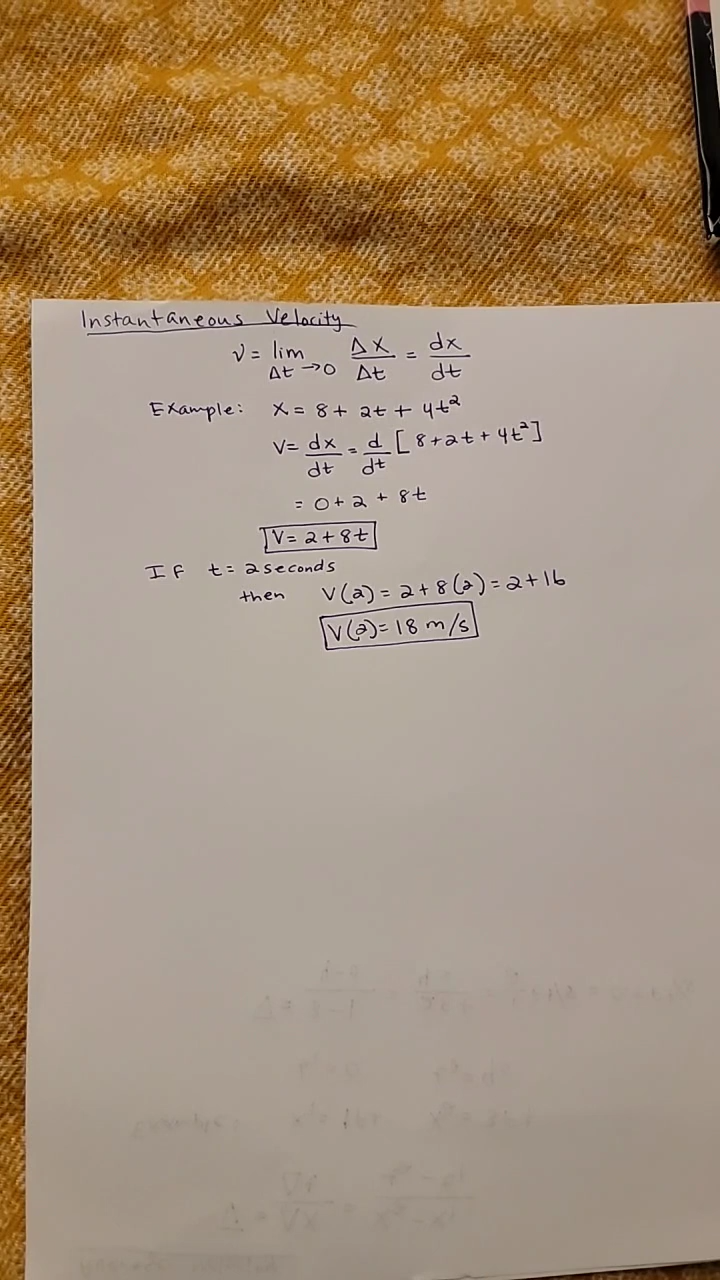 Instantaneous Velocity
v = lim Δt→0 Δx/Δt = dx/dt
Example: x = 8 + 2t + 4t²
v = dx/dt = d/dt [8+2t+4t²]
= 0 + 2 + 8t
V = 2 + 8t
If t = 2 seconds
then V(2) = 2+8(2) = 2+16
V(2) = 18 m/s